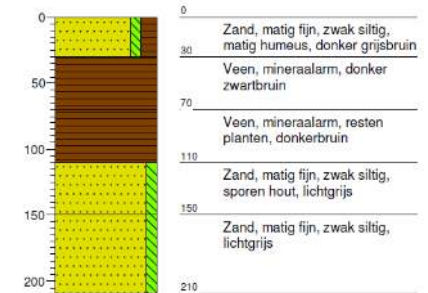 0
0
Zand, matig fijn, zwak siltig,
matig humeus, donker grijsbruin
30
Veen, mineraalarm, donker
zwartbruin
50
70
Veen, mineraalarm, resten
planten, donkerbruin
100
110
Zand, matig fijn, zwak siltig,
sporen hout, lichtgrijs
150
150
Zand, matig fijn, zwak siltig,
lichtgrijs
200
210